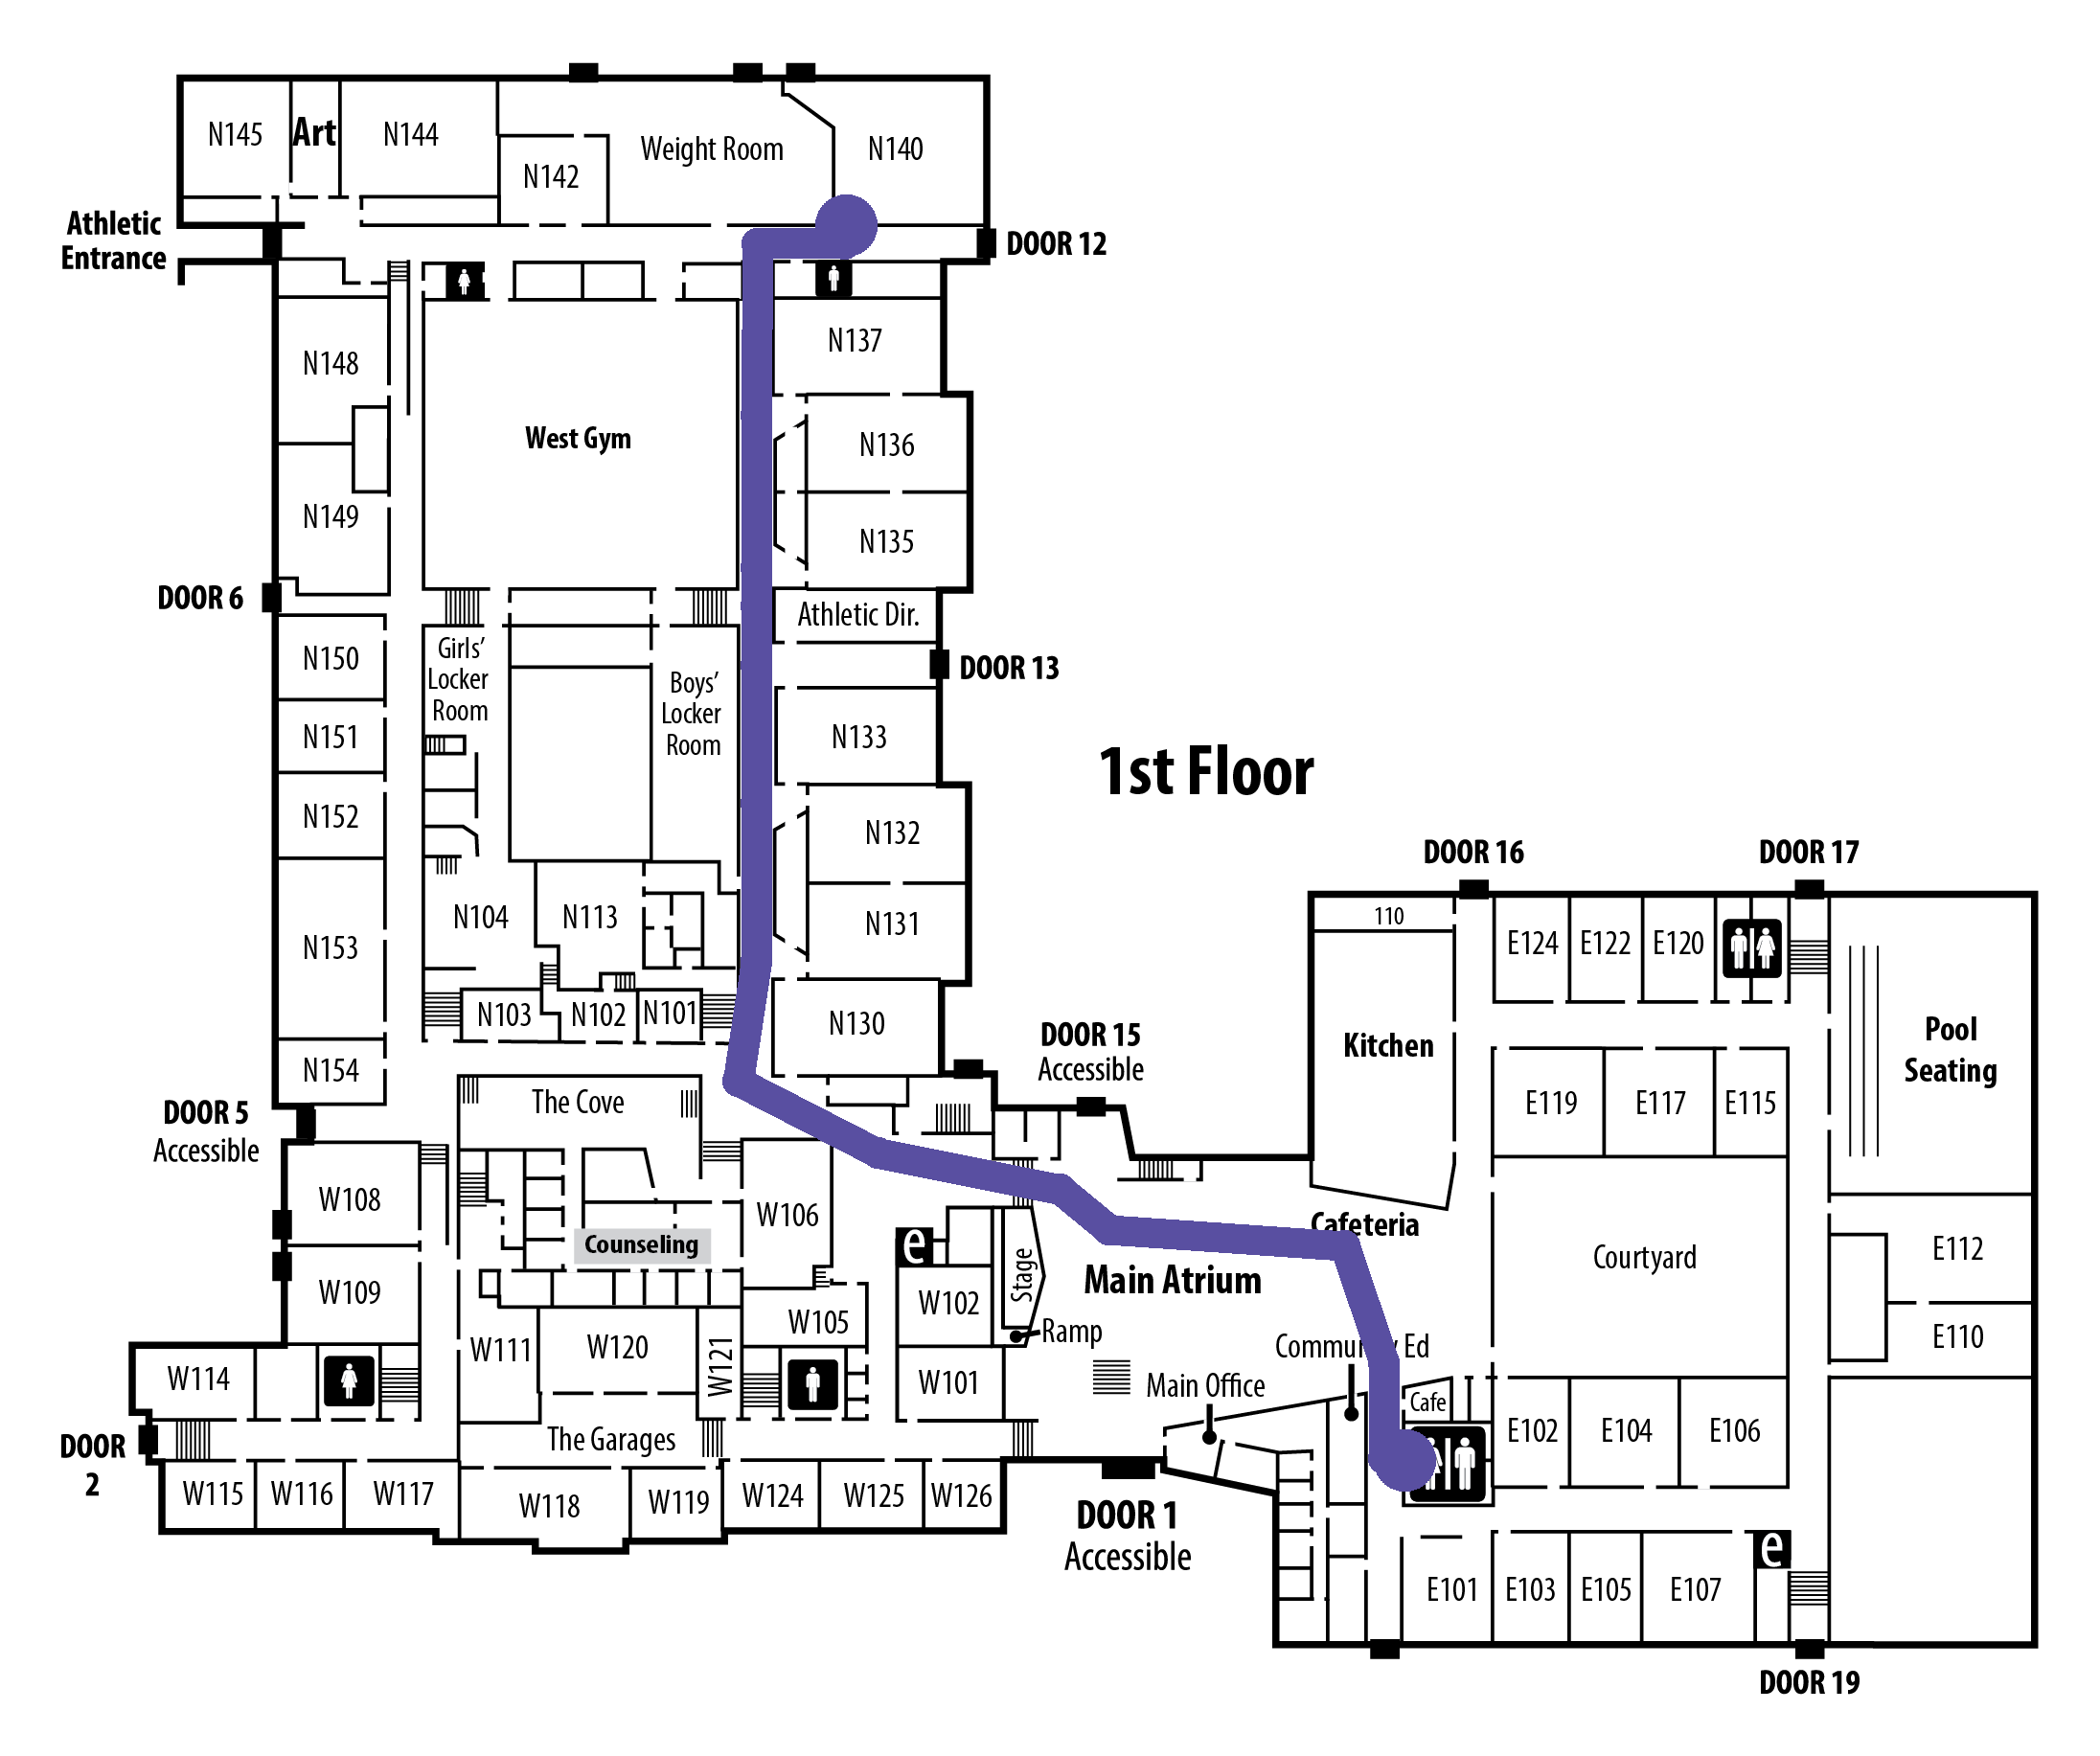 N145
Art
N144
N142
Weight Room
N140
Athletic
Entrance
DOOR 12
N148
N137
West Gym
N136
N149
N135
DOOR 6
Athletic Dir.
N150
Girls'
Locker
Room
Boys'
Locker
Room
DOOR 13
N151
N133
1st Floor
N152
N132
DOOR 16
DOOR 17
N153
N104
N113
N131
110
E124
E122
E120
N103
N102
N101
N130
DOOR 15
Accessible
Kitchen
Pool
Seating
N154
The Cove
DOOR 5
Accessible
E119
E117
E115
W108
W106
Cafeteria
Counseling
e
Courtyard
E112
W109
W102
Stage
Main Atrium
W105
Ramp
E110
W111
W120
W121
Ed
W114
W101
Main Office
Cafe
DOOR
2
The Garages
E102
E104
E106
W115
W116
W117
W118
W119
W124
W125
W126
DOOR 1
Accessible
e
E101
E103
E105
E107
DOOR 19